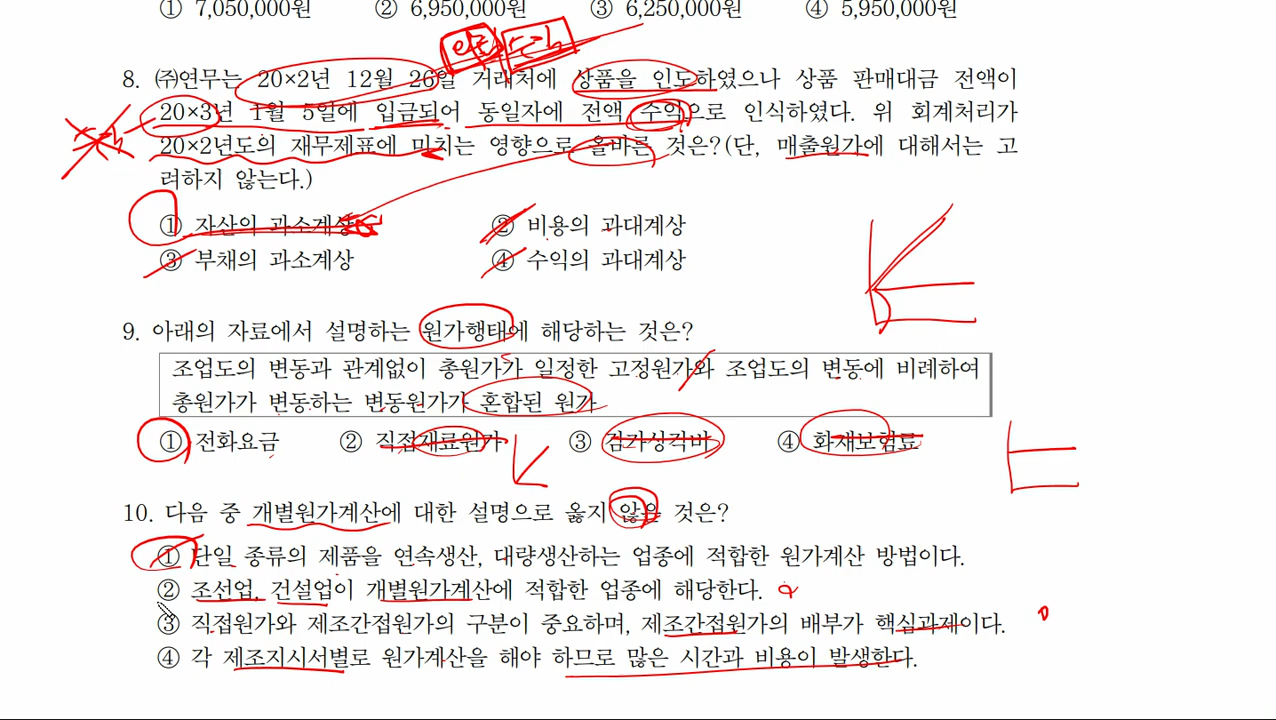 ① 7,050,000원 ② 6,950,000원 ③ 6,250,000원 ④ 5,950,000원
8. ㈜연무는 20×2년 12월 26일 거래처에 상품을 인도하였으나 상품 판매대금 전액이
20×3년 1월 5일에 입금되어 동일자에 전액 수익으로 인식하였다. 위 회계처리가
20×2년도의 재무제표에 미치는 영향으로 올바른 것은?(단, 매출원가에 대해서는 고
려하지 않는다.)
① 자산의 과소계상 ② 비용의 과대계상
③ 부채의 과소계상 ④ 수익의 과대계상
9. 아래의 자료에서 설명하는 원가행태에 해당하는 것은?
조업도의 변동과 관계없이 총원가가 일정한 고정원가와 조업도의 변동에 비례하여
총원가가 변동하는 변동원가가 혼합된 원가
① 전화요금 ② 직접재료원가 ③ 감가상각비 ④ 화재보험료
10. 다음 중 개별원가계산에 대한 설명으로 옳지 않은 것은?
① 단일 종류의 제품을 연속생산, 대량생산하는 업종에 적합한 원가계산 방법이다.
② 조선업, 건설업이 개별원가계산에 적합한 업종에 해당한다.
③ 직접원가와 제조간접원가의 구분이 중요하며, 제조간접원가의 배부가 핵심과제이다.
④ 각 제조지시서별로 원가계산을 해야 하므로 많은 시간과 비용이 발생한다.